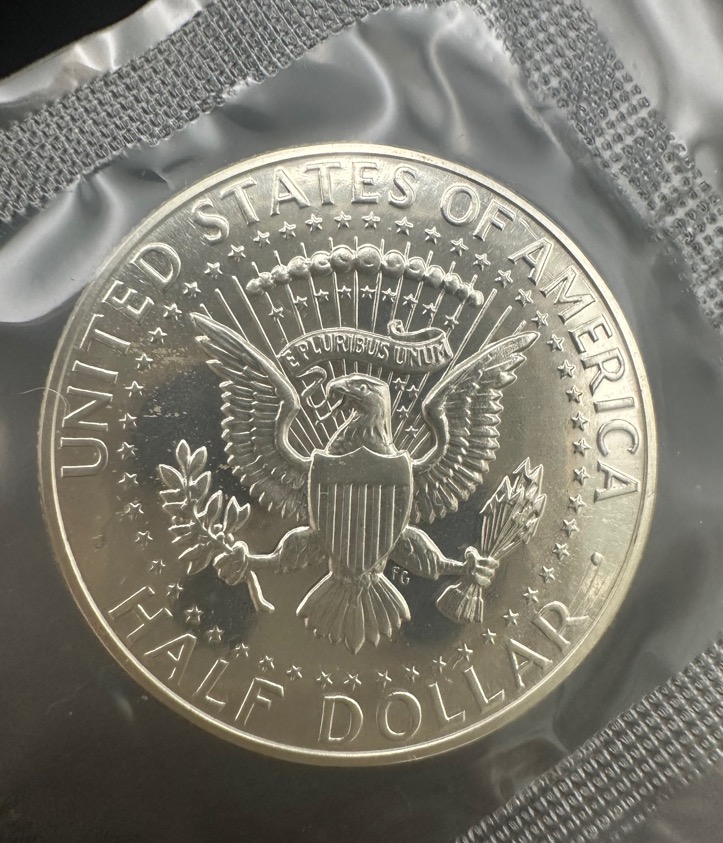 UNITED STATES OF AMERICA
E PLURIBUS UNUM
FG
HALF DOLLAR